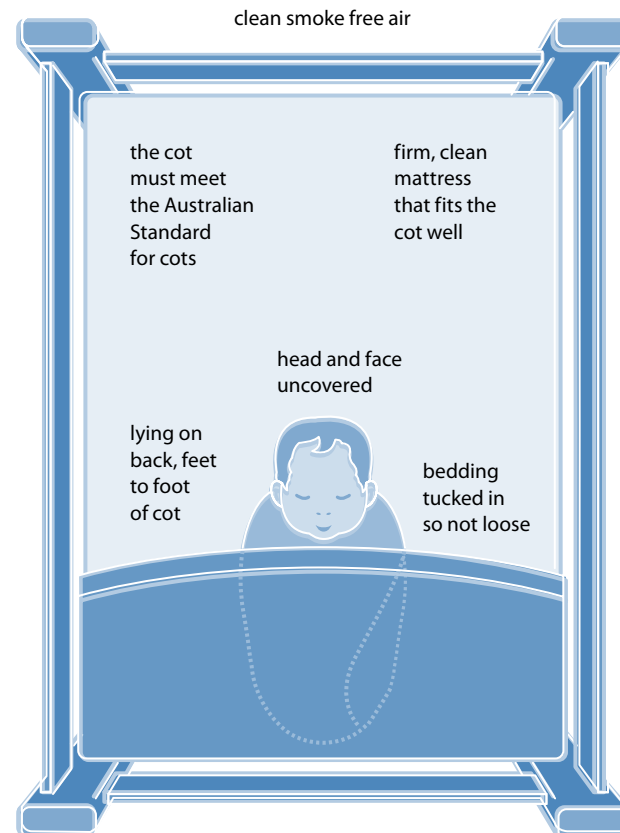 clean smoke free air
the cot
must meet
the Australian
Standard
for cots
firm, clean
mattress
that fits the
cot well
head and face
uncovered
lying on
back, feet
to foot
of cot
bedding
tucked in
so not loose